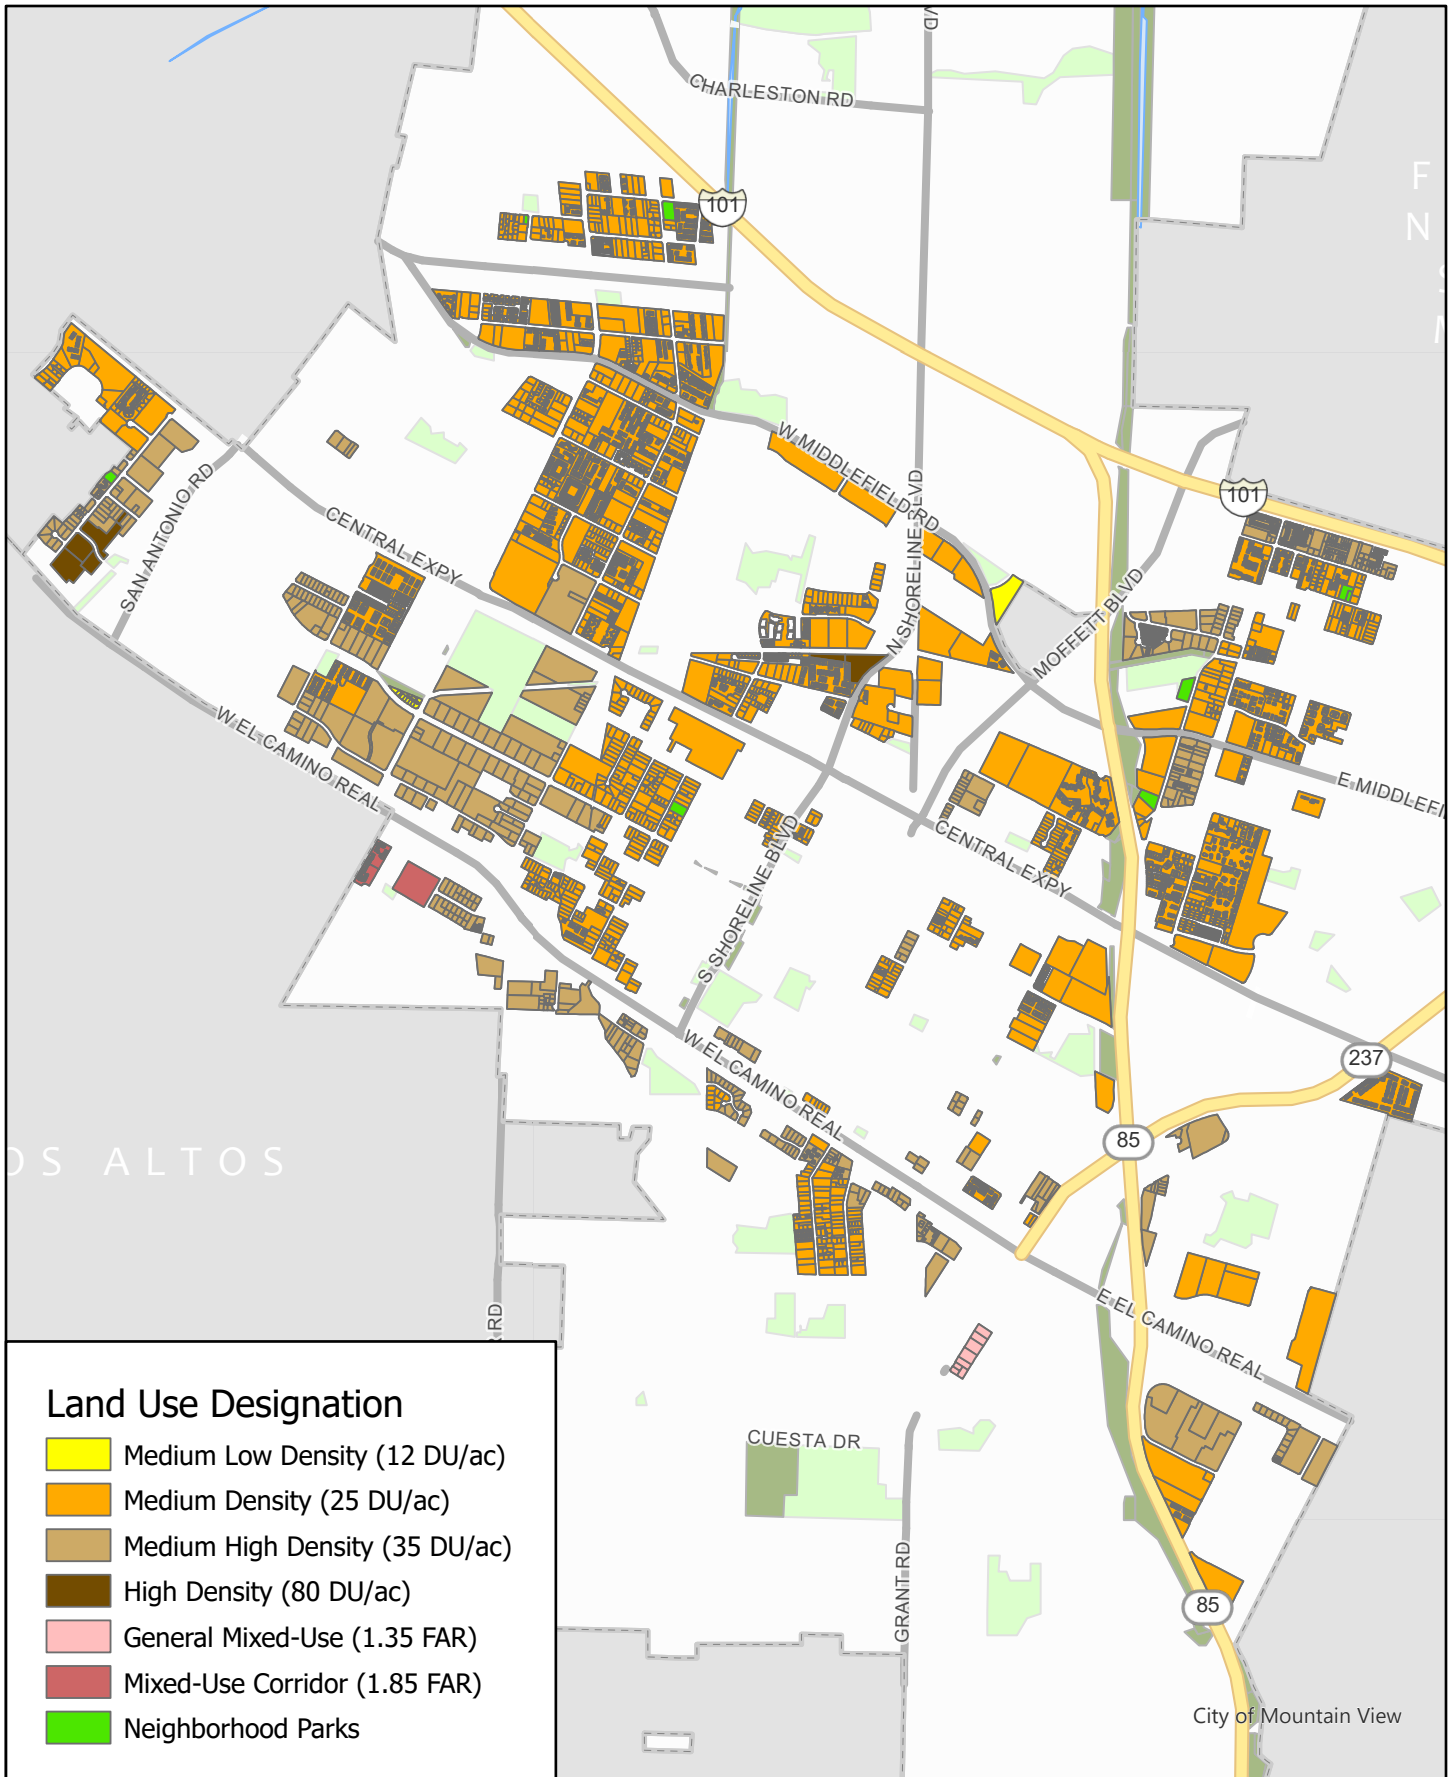 VD
CHARLESTON RD
F
N
101
W MIDDLEFIELD RD
N SHORELINE BLVD
101
SAN ANTONIO RD
CENTRAL EXPY
MOFFETT BLVD
W EL CAMINO REAL
E MIDDLEFI
S SHORELINE BLVD
CENTRAL EXPY
W EL CAMINO REAL
237
85
OS ALTOS
E EL CAMINO REAL
R RD
CUESTA DR
GRANT RD
85
City of Mountain View
Land Use Designation
Medium Low Density (12 DU/ac)
Medium Density (25 DU/ac)
Medium High Density (35 DU/ac)
High Density (80 DU/ac)
General Mixed-Use (1.35 FAR)
Mixed-Use Corridor (1.85 FAR)
Neighborhood Parks